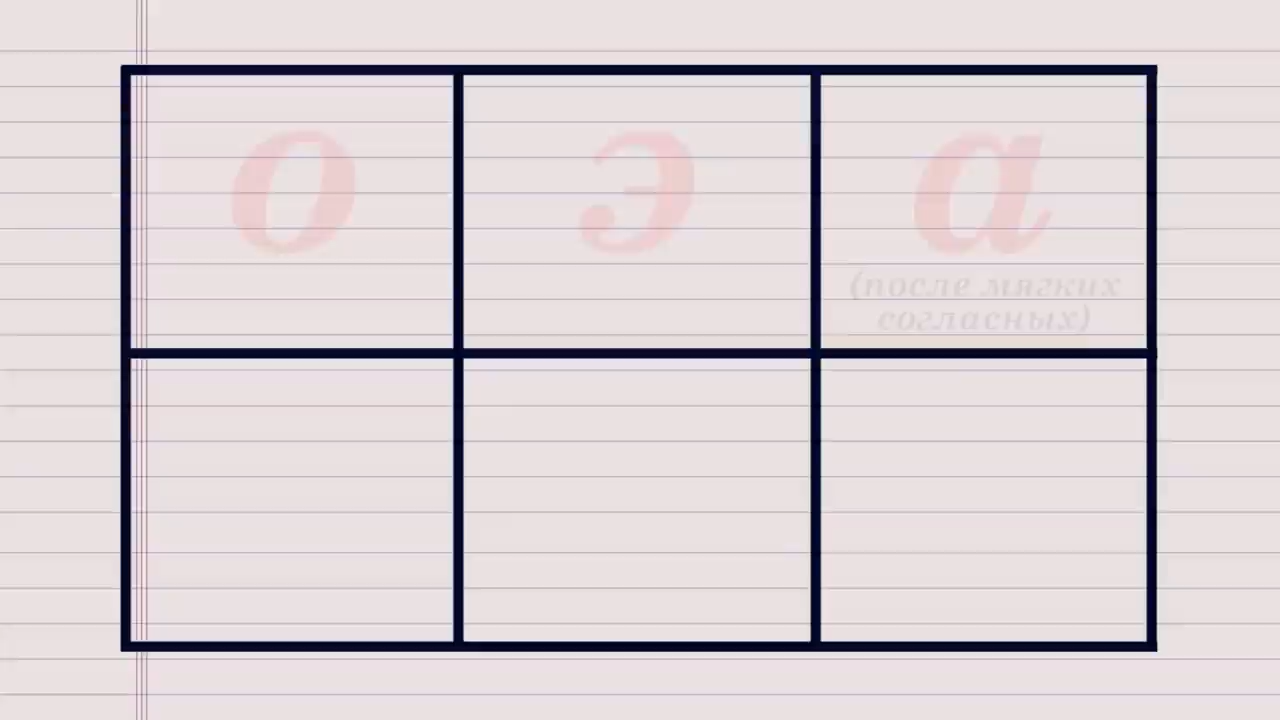 о э а
(после мягких
согласных)